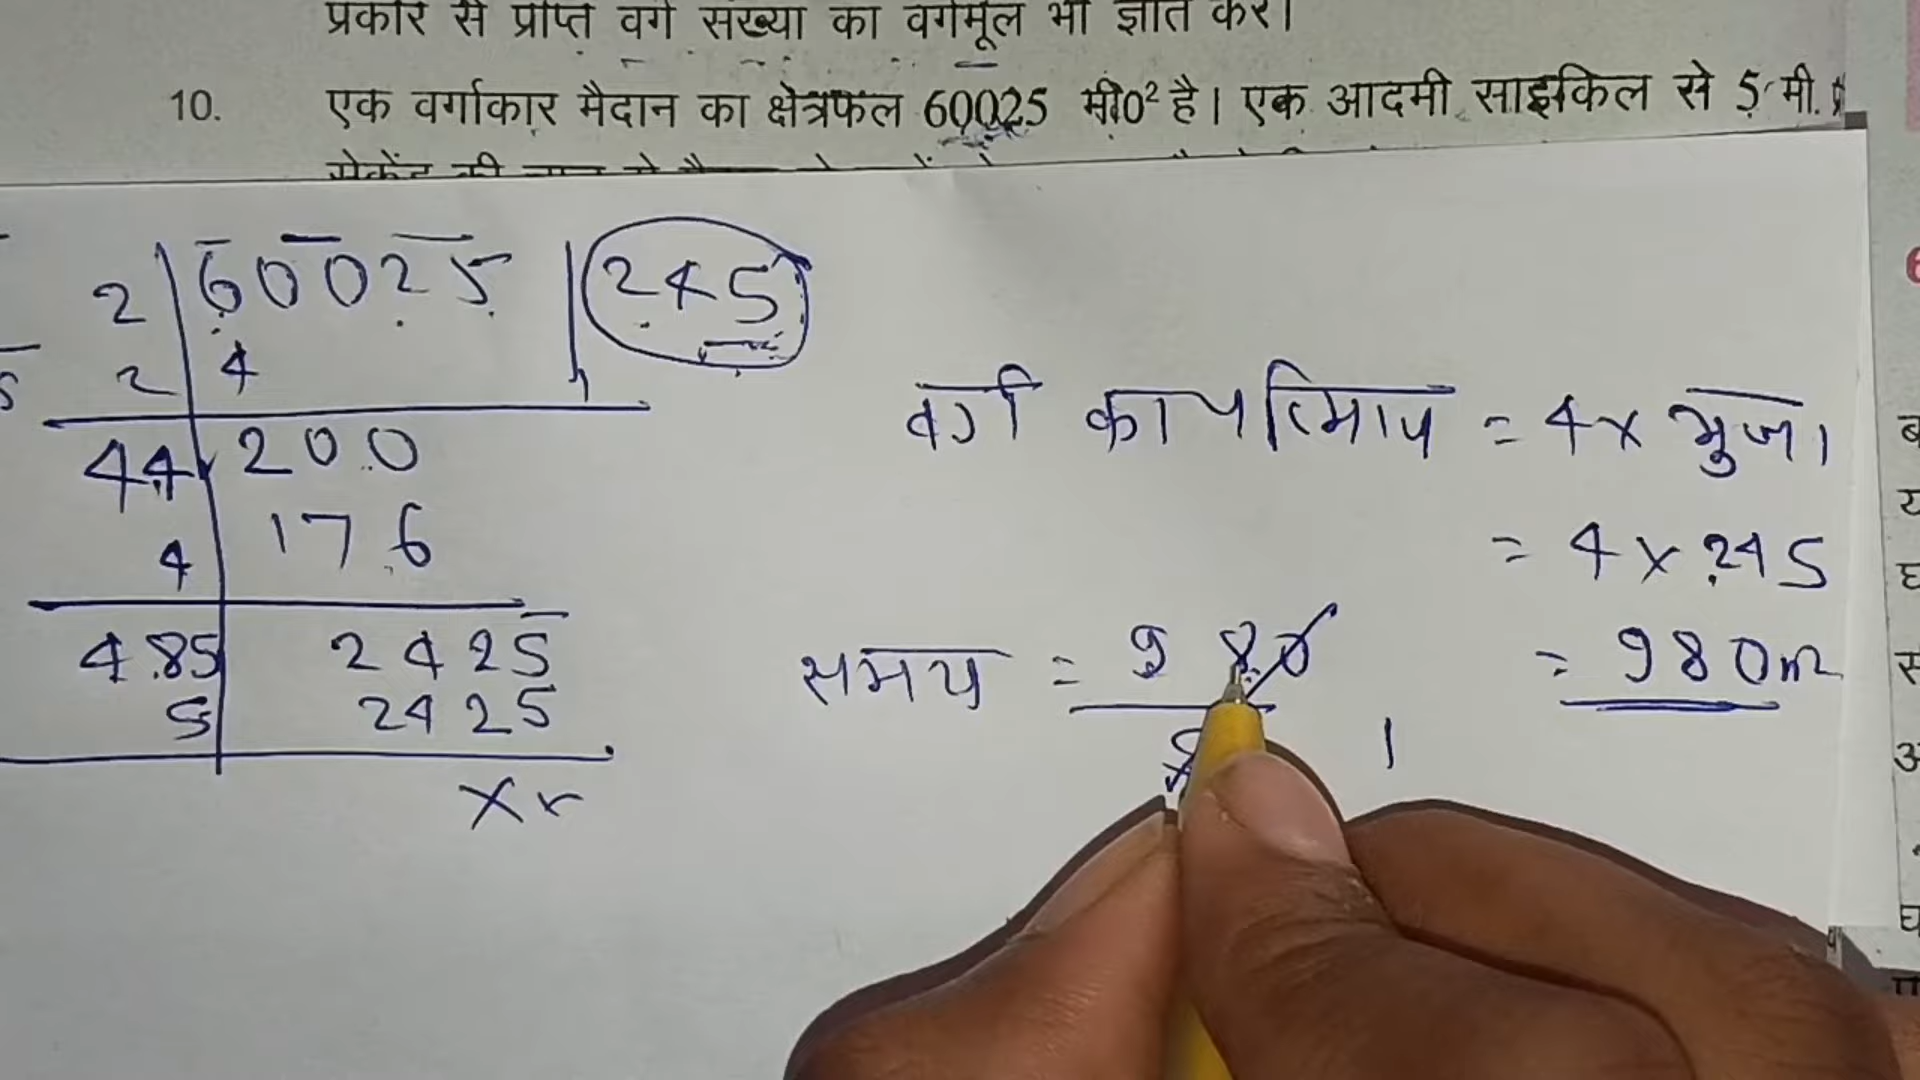 प्रकार से प्राप्त वर्ग संख्या का वर्गमूल भी ज्ञात करें।
10. एक वर्गाकार मैदान का क्षेत्रफल 60025 मी0² है। एक आदमी साइकिल से 5 मी.
2 60025 245
2 4
44 200
4 176
485 2425
5 2425
X
वर्ग का परिमाप = 4 x भुजा
= 4 x 245
= 980m
समय = 980
5
1